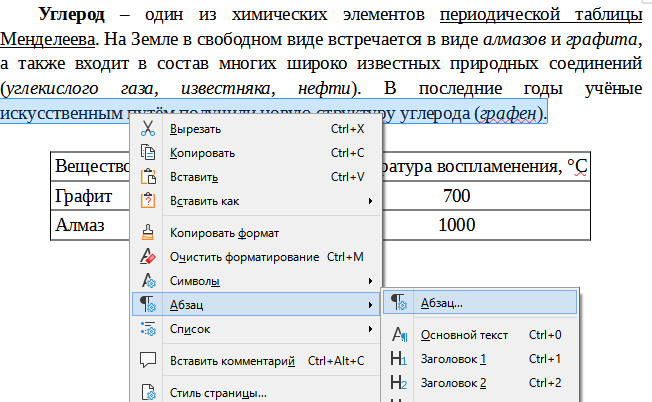 Углерод – один из химических элементов периодической таблицы
Менделеева. На Земле в свободном виде встречается в виде алмазов и графита,
а также входит в состав многих широко известных природных соединений
(углекислого газа, известняка, нефти). В последние годы учёные
искусственным путём получили новую структуру углерода (графен).
Вещество ратура воспламенения, °С
Графит 700
Алмаз 1000
Вырезать Ctrl+X
Копировать Ctrl+C
Вставить Ctrl+V
Вставить как
Копировать формат
Очистить форматирование Ctrl+M
Символы
Абзац
Список
Вставить комментарий Ctrl+Alt+C
Стиль страницы...
Абзац...
Основной текст Ctrl+0
Заголовок 1 Ctrl+1
Заголовок 2 Ctrl+2